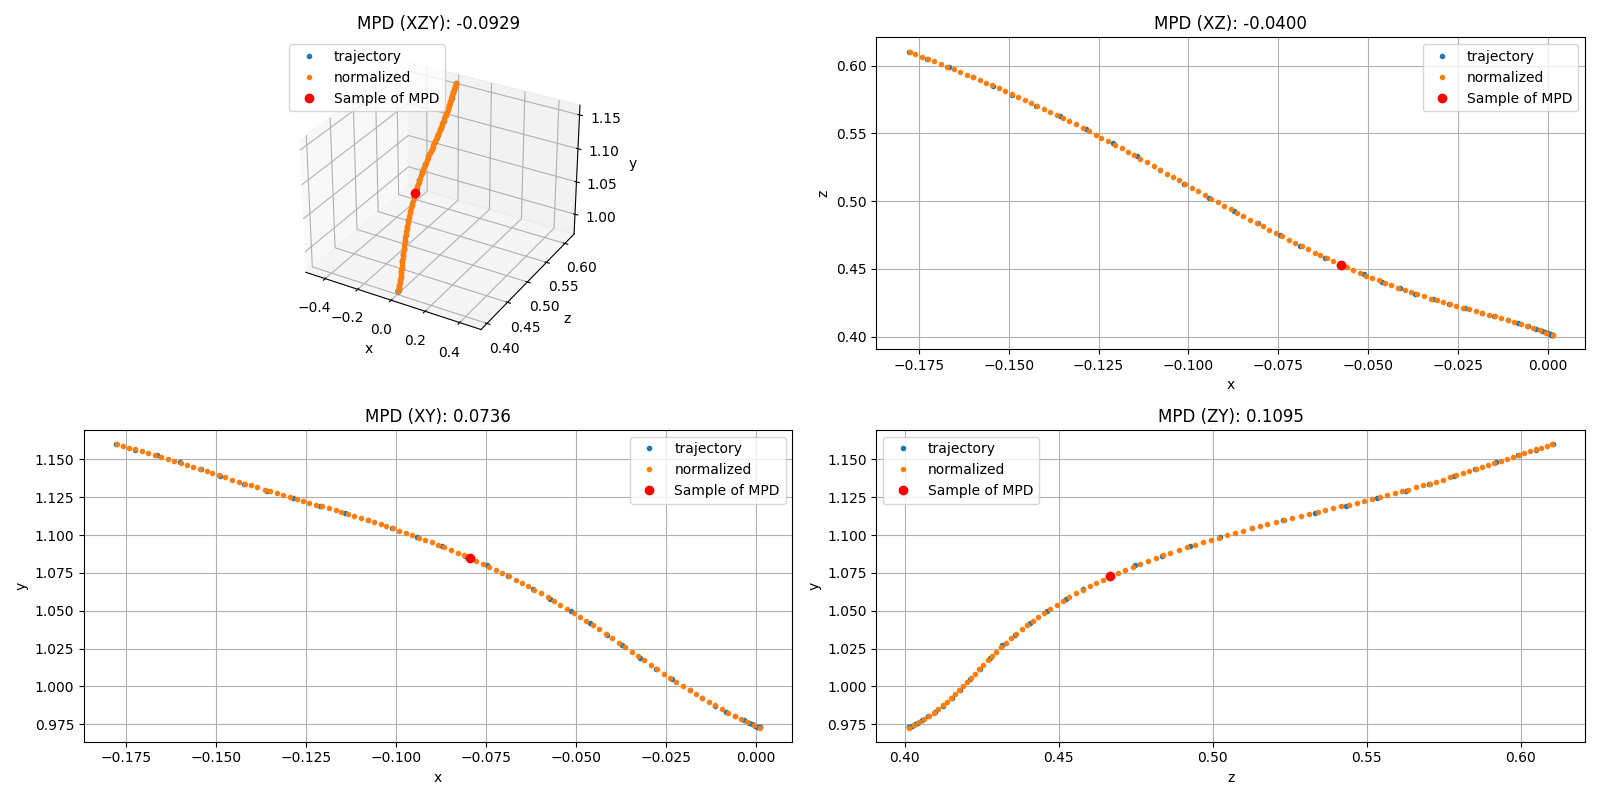 MPD (XZY): -0.0929
trajectory
normalized
Sample of MPD
1.15
1.10
1.05
1.00
y
−0.4
−0.2
0.0
0.2
0.4
x
0.40
0.45
0.50
0.55
0.60
z
MPD (XZ): -0.0400
trajectory
normalized
Sample of MPD
0.60
0.55
0.50
0.45
0.40
z
−0.175 −0.150 −0.125 −0.100 −0.075 −0.050 −0.025 0.000
x
MPD (XY): 0.0736
trajectory
normalized
Sample of MPD
1.150
1.125
1.100
1.075
1.050
1.025
1.000
0.975
y
−0.175 −0.150 −0.125 −0.100 −0.075 −0.050 −0.025 0.000
x
MPD (ZY): 0.1095
trajectory
normalized
Sample of MPD
1.150
1.125
1.100
1.075
1.050
1.025
1.000
0.975
y
0.40 0.45 0.50 0.55 0.60
z